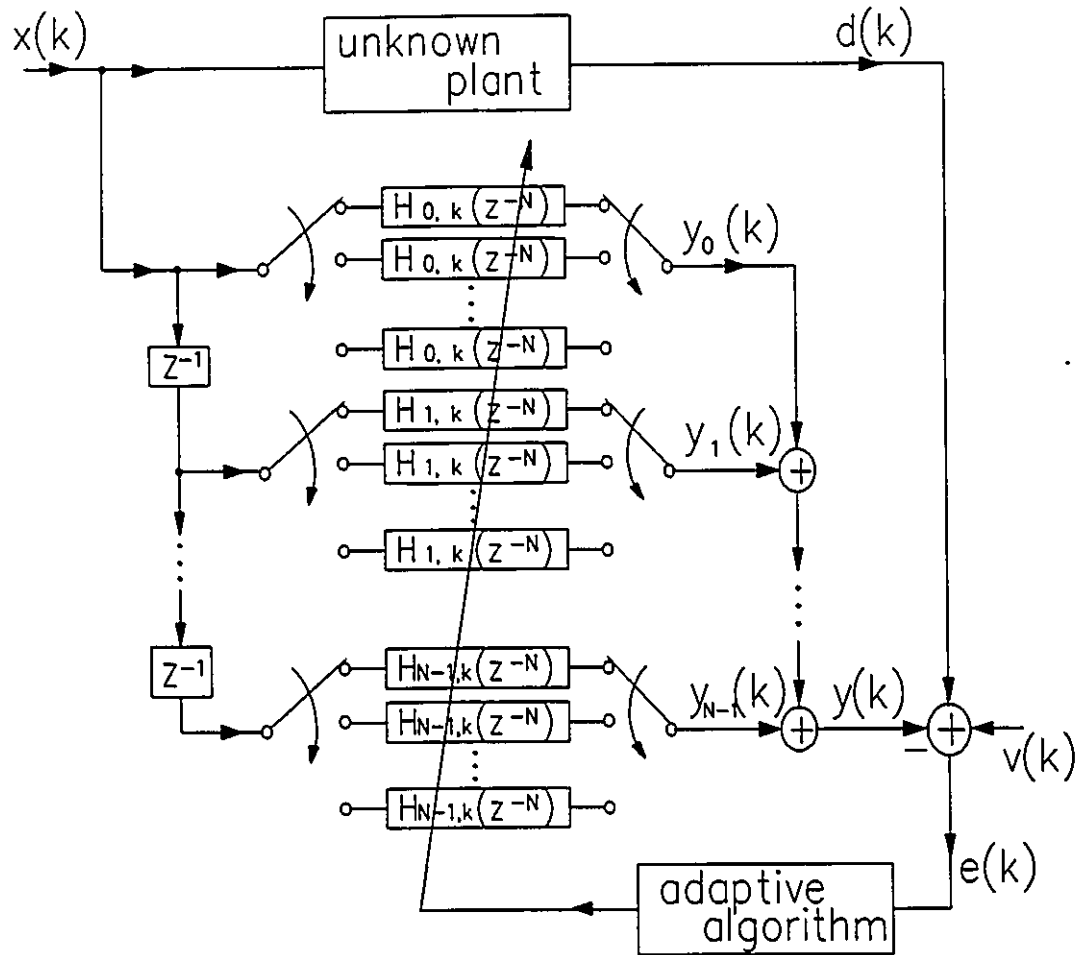 x(k)
unknown plant
d(k)
H0, k(z-N)
H0, k(z-N)
H0, k(z-N)
y0(k)
z-1
H1, k(z-N)
H1, k(z-N)
H1, k(z-N)
y1(k)
+
z-1
HN-1,k(z-N)
HN-1,k(z-N)
HN-1,k(z-N)
yN-1(k)
+
y(k)
-
+
v(k)
e(k)
adaptive algorithm